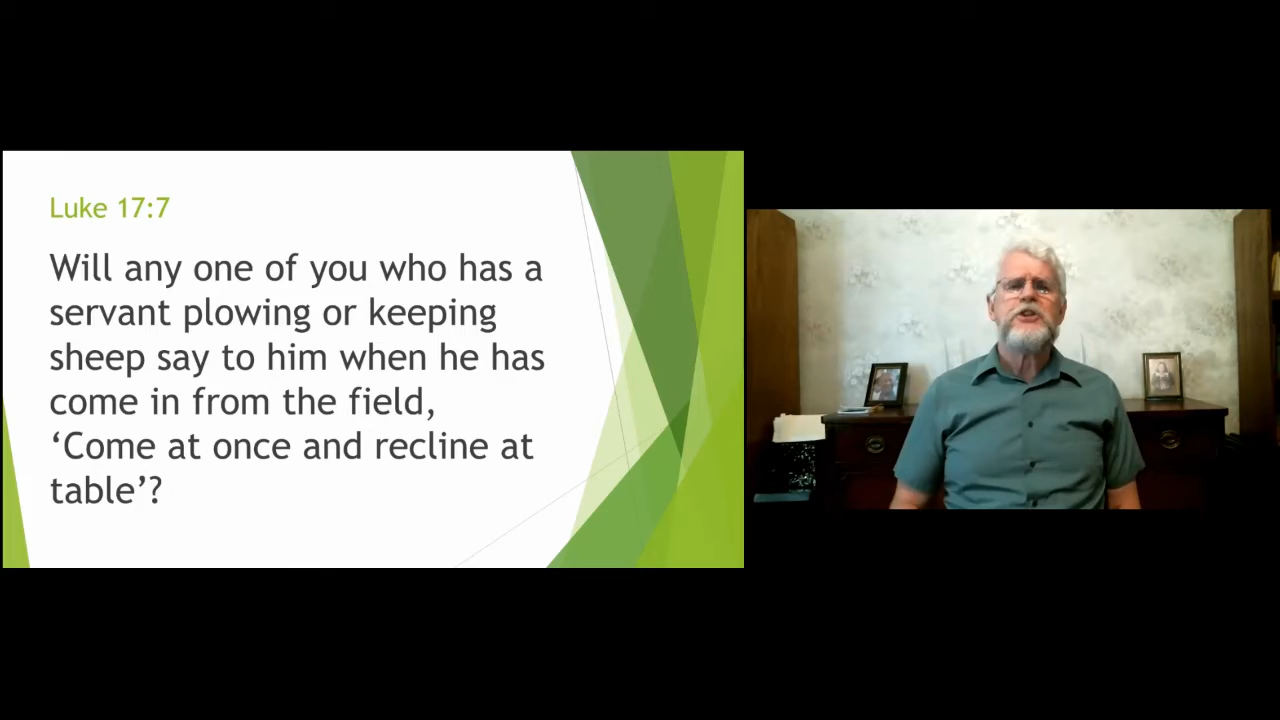 Luke 17:7
Will any one of you who has a
servant plowing or keeping
sheep say to him when he has
come in from the field,
‘Come at once and recline at
table’?